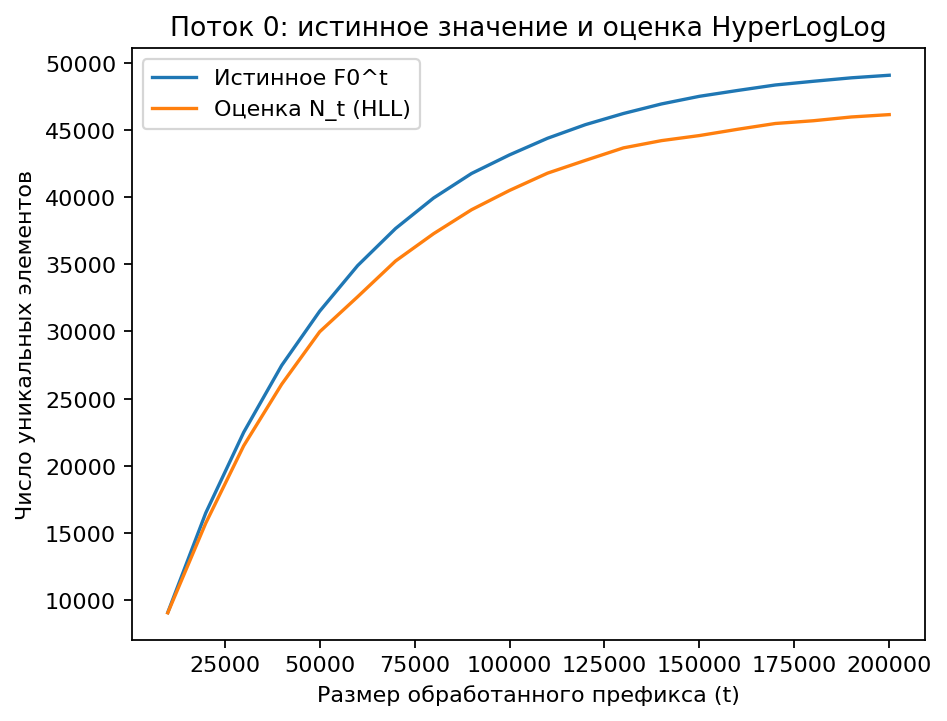 Поток 0: истинное значение и оценка HyperLogLog
Истинное F0^t
Оценка N_t (HLL)
Число уникальных элементов
50000
45000
40000
35000
30000
25000
20000
15000
10000
25000 50000 75000 100000 125000 150000 175000 200000
Размер обработанного префикса (t)